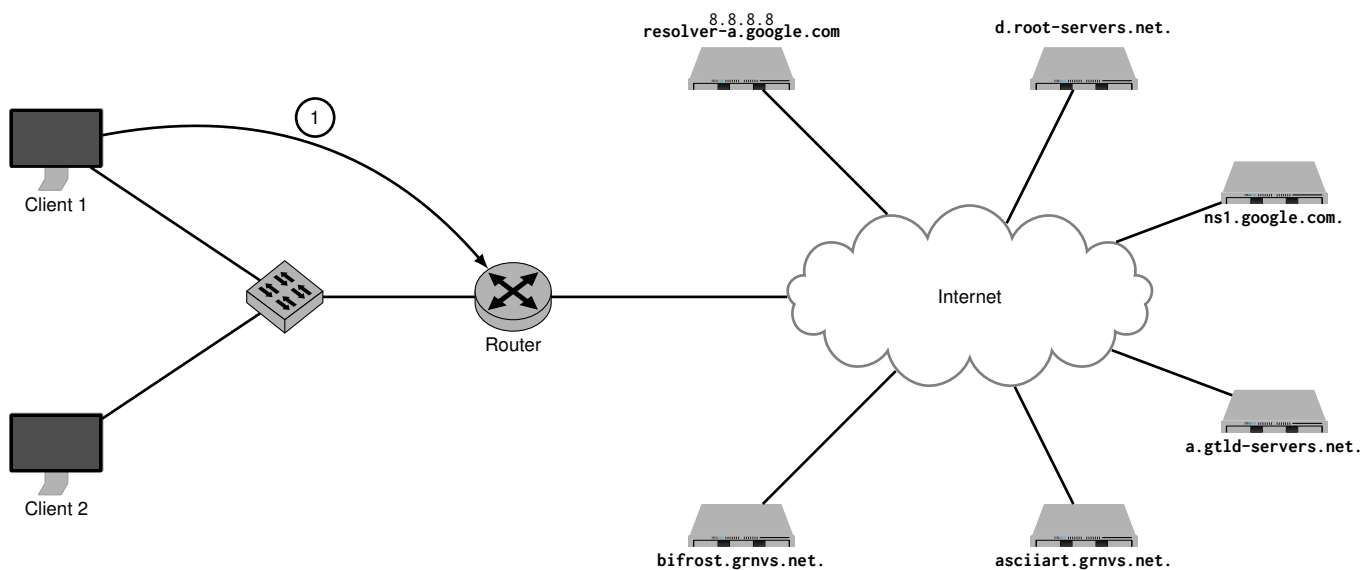 8.8.8.8
resolver-a.google.com
d.root-servers.net.
1
Client 1
ns1.google.com.
Internet
Router
a.gtld-servers.net.
Client 2
bifrost.grnvs.net.
asciiart.grnvs.net.